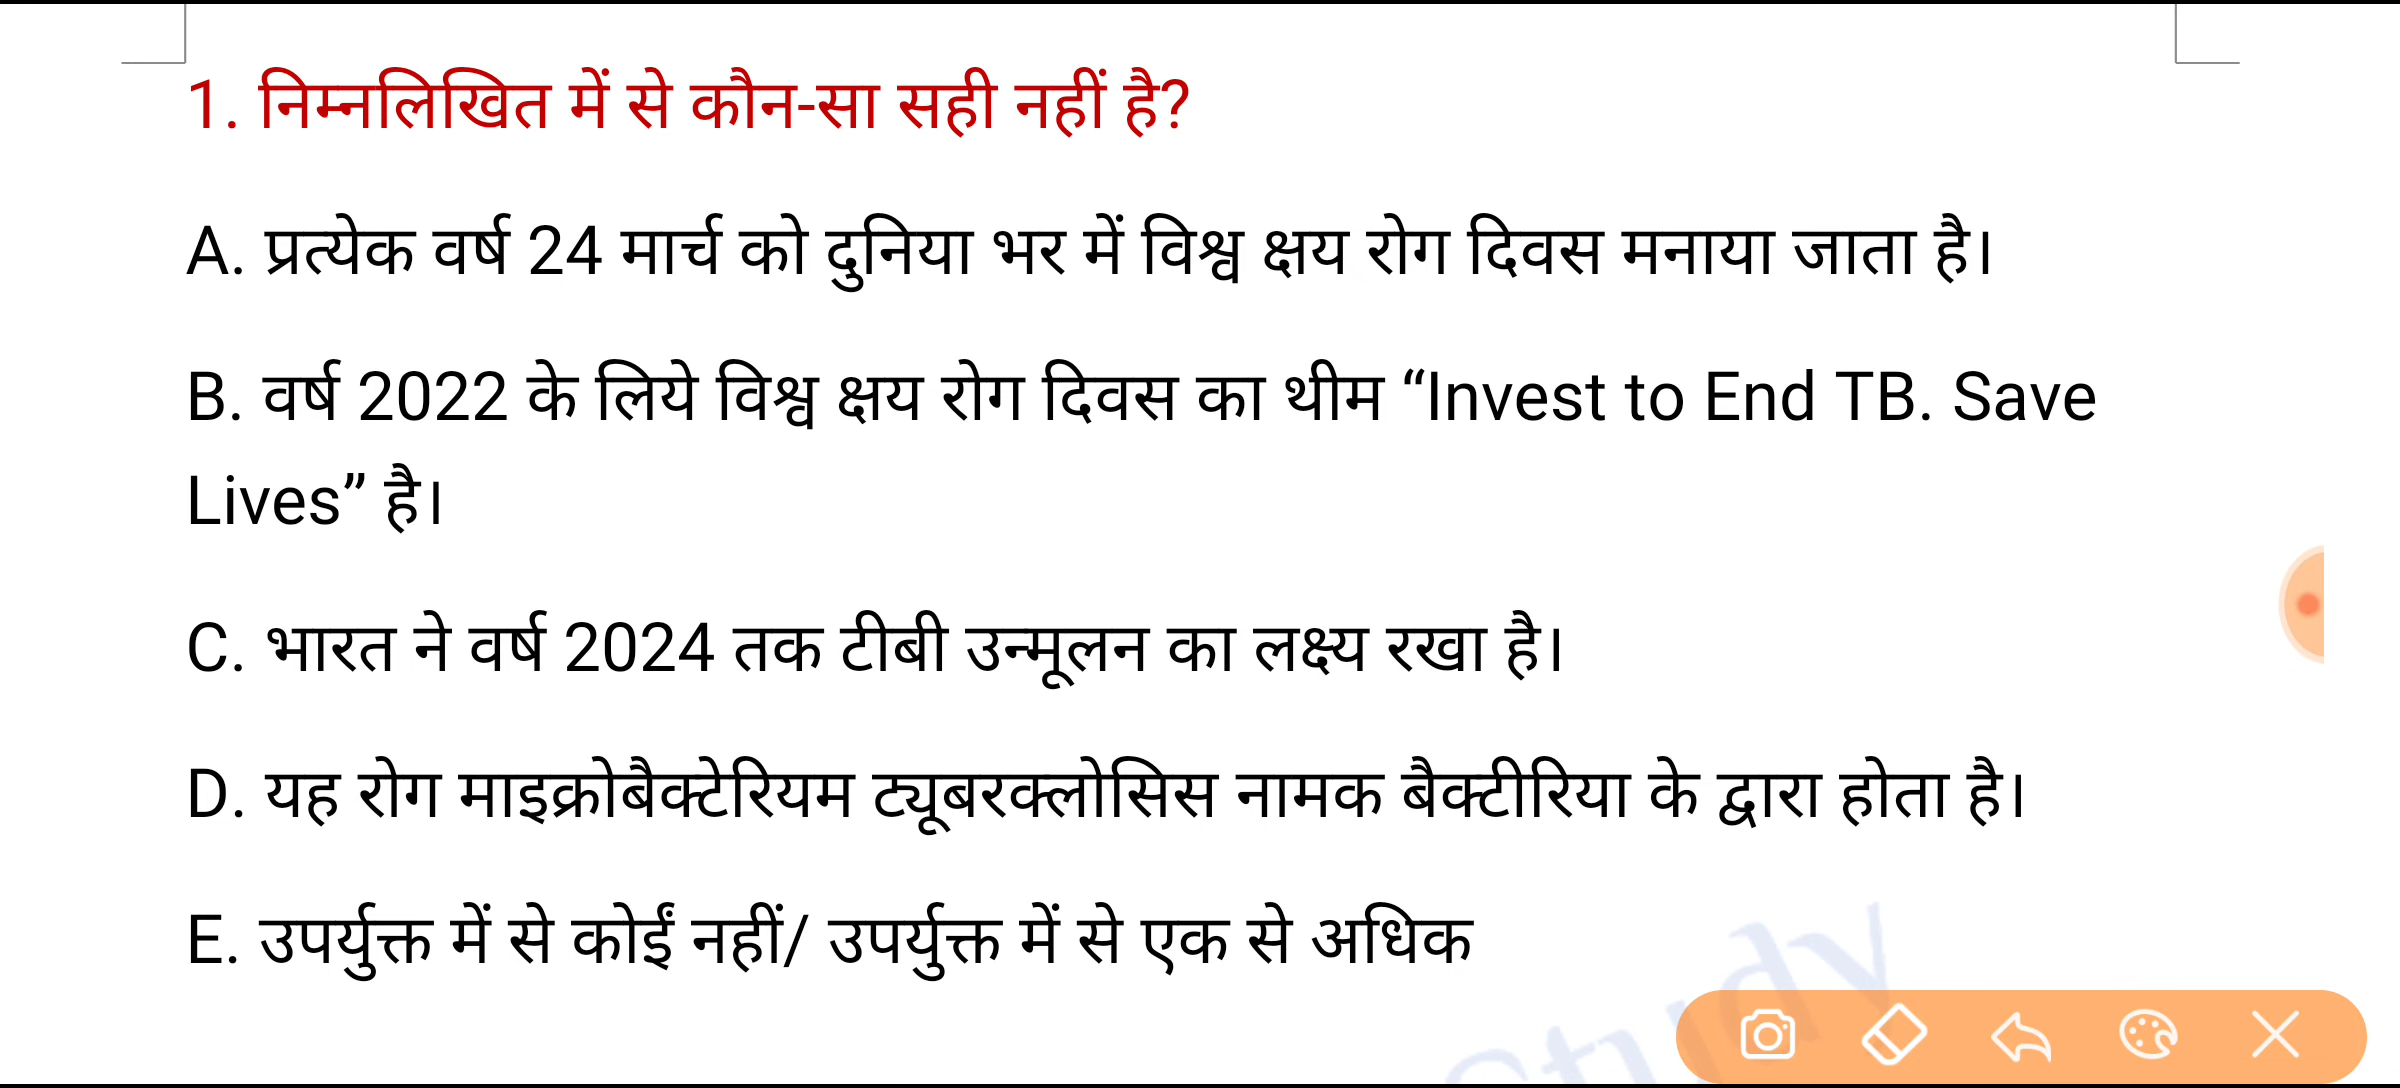 1. निम्नलिखित में से कौन-सा सही नहीं है?
A. प्रत्येक वर्ष 24 मार्च को दुनिया भर में विश्व क्षय रोग दिवस मनाया जाता है।
B. वर्ष 2022 के लिये विश्व क्षय रोग दिवस का थीम “Invest to End TB. Save
Lives” है।
C. भारत ने वर्ष 2024 तक टीबी उन्मूलन का लक्ष्य रखा है।
D. यह रोग माइक्रोबैक्टेरियम ट्यूबरक्लोसिस नामक बैक्टीरिया के द्वारा होता है।
E. उपर्युक्त में से कोई नहीं/ उपर्युक्त में से एक से अधिक
Study